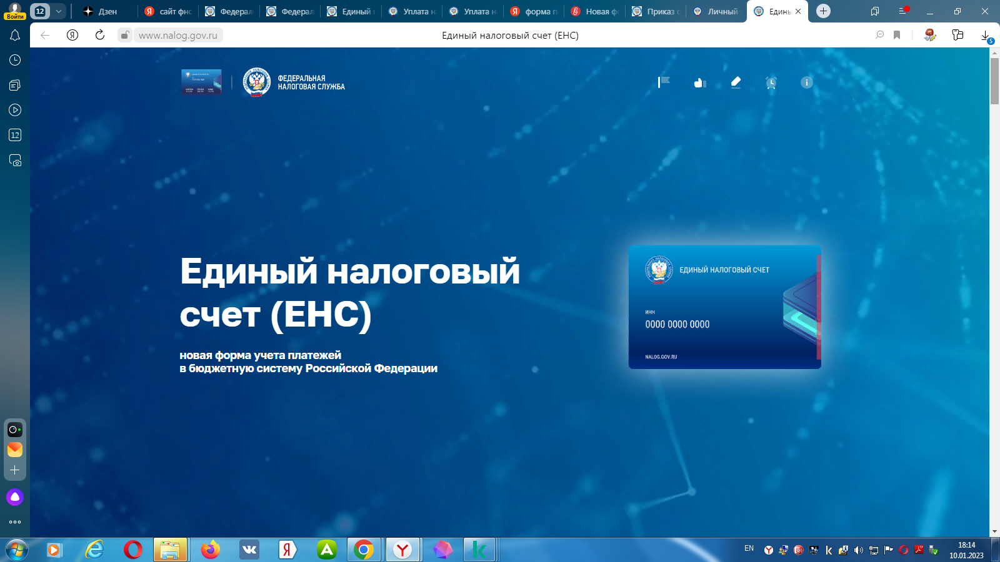 Войти
12
Дзен
сайт фнс
Федерал
Федерал
Единый
Уплата н
Уплата н
форма п
Новая ф
Приказ с
Личный
Едины
www.nalog.gov.ru
Единый налоговый счет (ЕНС)
5
12
ФЕДЕРАЛЬНАЯ
НАЛОГОВАЯ СЛУЖБА
Единый налоговый
счет (ЕНС)
новая форма учета платежей
в бюджетную систему Российской Федерации
ЕДИНЫЙ НАЛОГОВЫЙ СЧЕТ
ИНН
0000 0000 0000
NALOG.GOV.RU
EN
18:14
10.01.2023